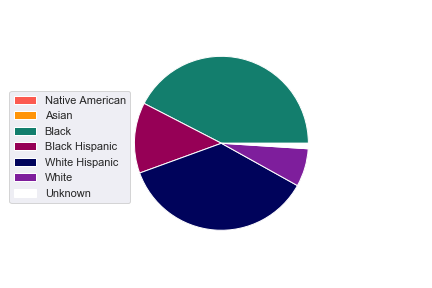 Native American
Asian
Black
Black Hispanic
White Hispanic
White
Unknown